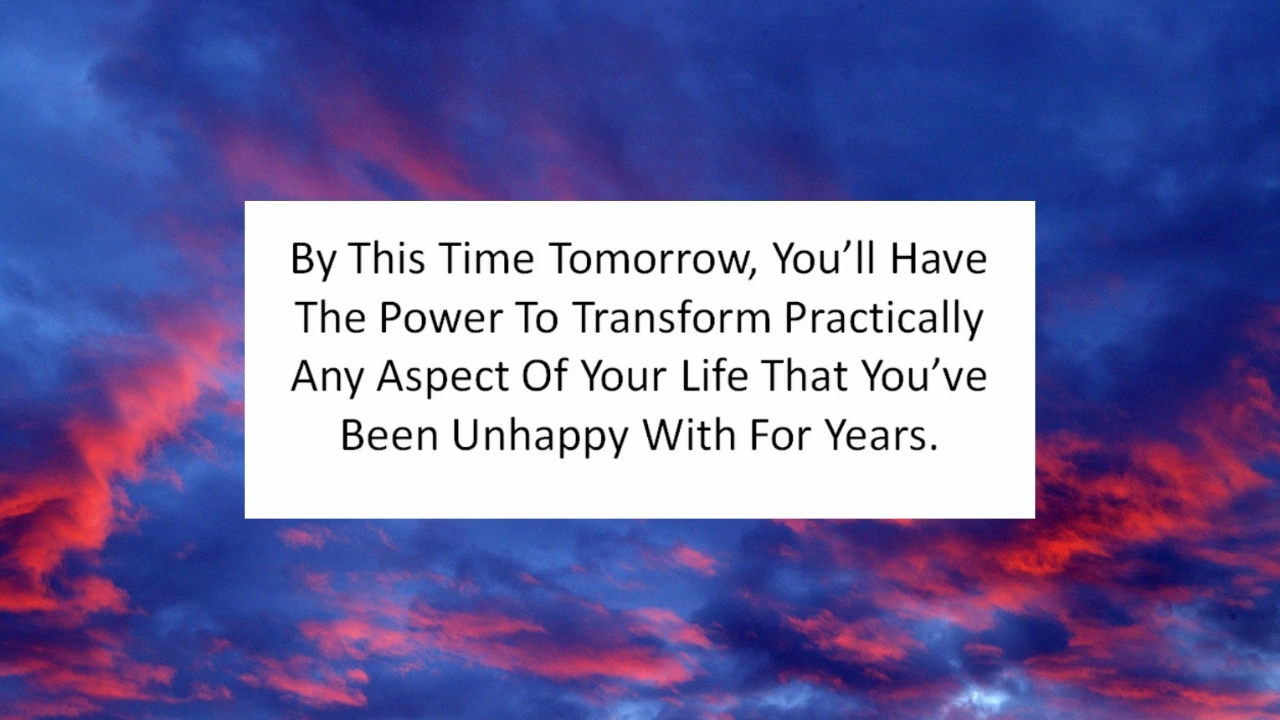 By This Time Tomorrow, You’ll Have
The Power To Transform Practically
Any Aspect Of Your Life That You’ve
Been Unhappy With For Years.